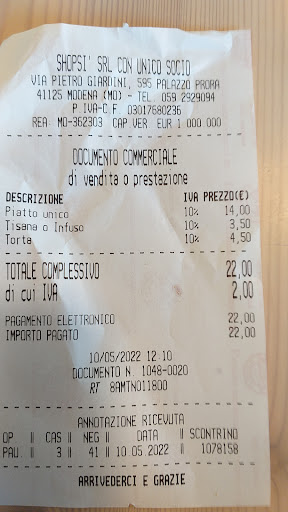 SHOPSI' SRL CON UNICO SOCIO
VIA PIETRO GIARDINI, 595 PALAZZO PRORA
41125 MODENA (MO) - TEL 059 2929094
P IVA-C F 03017680236
REA MO-362303 CAP VER EUR 1 000 000
DOCUMENTO COMMERCIALE
di vendita o prestazione
DESCRIZIONE IVA PREZZO(€)
Piatto unico 10% 14,00
Tisana o Infuso 10% 3,50
Torta 10% 4,50
TOTALE COMPLESSIVO 22,00
di cui IVA 2,00
PAGAMENTO ELETTRONICO 22,00
IMPORTO PAGATO 22,00
10/05/2022 12-10
DOCUMENTO N. 1048-0020
RT 8AMTN011800
ANNOTAZIONE RICEVUTA
OP || CAS || NEG || DATA || SCONTRINO
PAU. || 3 || 41 || 10.05.2022 || 1078158
ARRIVEDERCI E GRAZIE